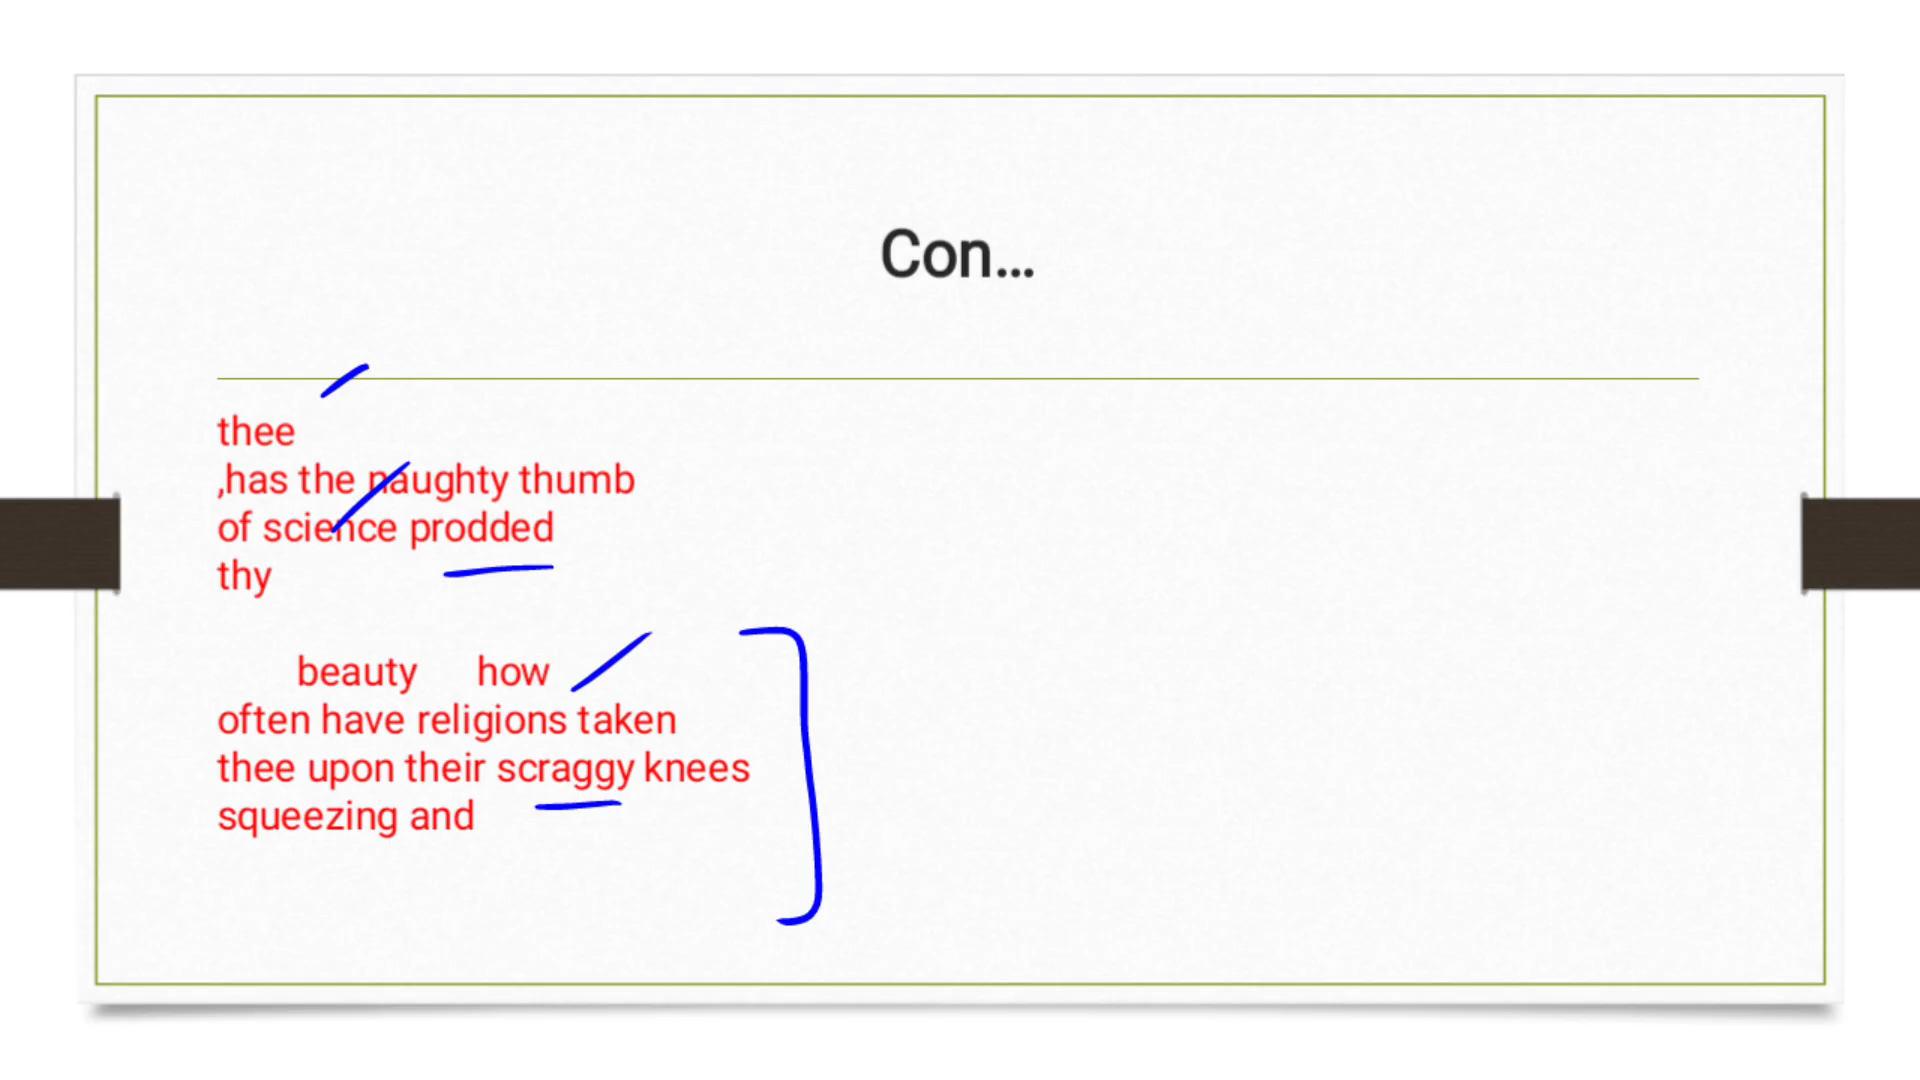 Con...
thee
,has the naughty thumb
of science prodded
thy
beauty how
often have religions taken
thee upon their scraggy knees
squeezing and